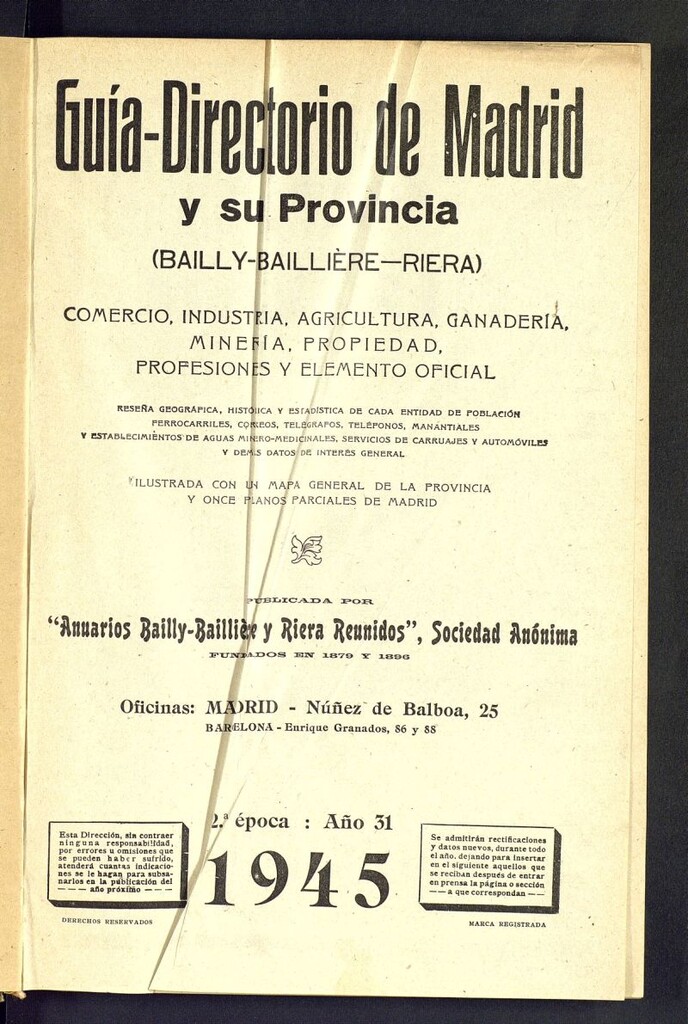 Guía-Directorio de Madrid
y su Provincia
(BAILLY-BAILLIÈRE—RIERA)
COMERCIO, INDUSTRIA, AGRICULTURA, GANADERÍA,
MINERÍA, PROPIEDAD,
PROFESIONES Y ELEMENTO OFICIAL
RESEÑA GEOGRÁFICA, HISTÓRICA Y ESTADÍSTICA DE CADA ENTIDAD DE POBLACIÓN
FERROCARRILES, CORREOS, TELÉGRAFOS, TELÉFONOS, MANANTIALES
Y ESTABLECIMIENTOS DE AGUAS MINERO-MEDICINALES, SERVICIOS DE CARRUAJES Y AUTOMÓVILES
Y DEMÁS DATOS DE INTERÉS GENERAL
ILUSTRADA CON UN MAPA GENERAL DE LA PROVINCIA
Y ONCE PLANOS PARCIALES DE MADRID
PUBLICADA POR
"Anuarios Bailly-Baillière y Riera Reunidos", Sociedad Anónima
FUNDADOS EN 1879 Y 1896
Oficinas: MADRID - Núñez de Balboa, 25
BARCELONA - Enrique Granados, 86 y 88
2.ª época : Año 31
1945
Esta Dirección, sin contraer
ninguna responsabilidad,
por errores u omisiones que
se pueden haber sufrido,
atenderá cuantas indicacio-
nes se le hagan para subsa-
narlos en la publicación del
— — — año próximo — — —
DERECHOS RESERVADOS
Se admitirán rectificaciones
y datos nuevos, durante todo
el año, dejando para insertar
en el siguiente aquellos que
se reciban después de entrar
en prensa la página o sección
— — a que correspondan — —
MARCA REGISTRADA